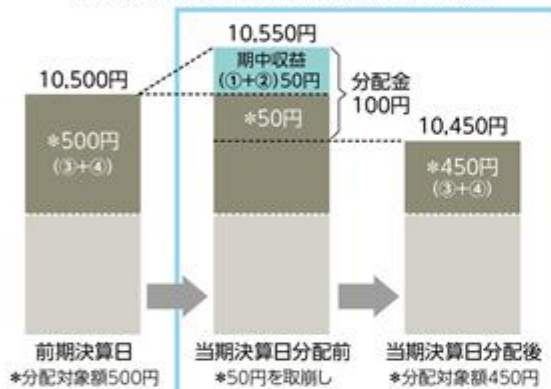 10,550円
期中収益
(①+②)50円
10,500円
分配金
100円
*50円
10,450円
*500円
(③+④)
*450円
(③+④)
前期決算日
当期決算日分配前
当期決算日分配後
*分配対象額500円
*50円を取崩し
*分配対象額450円